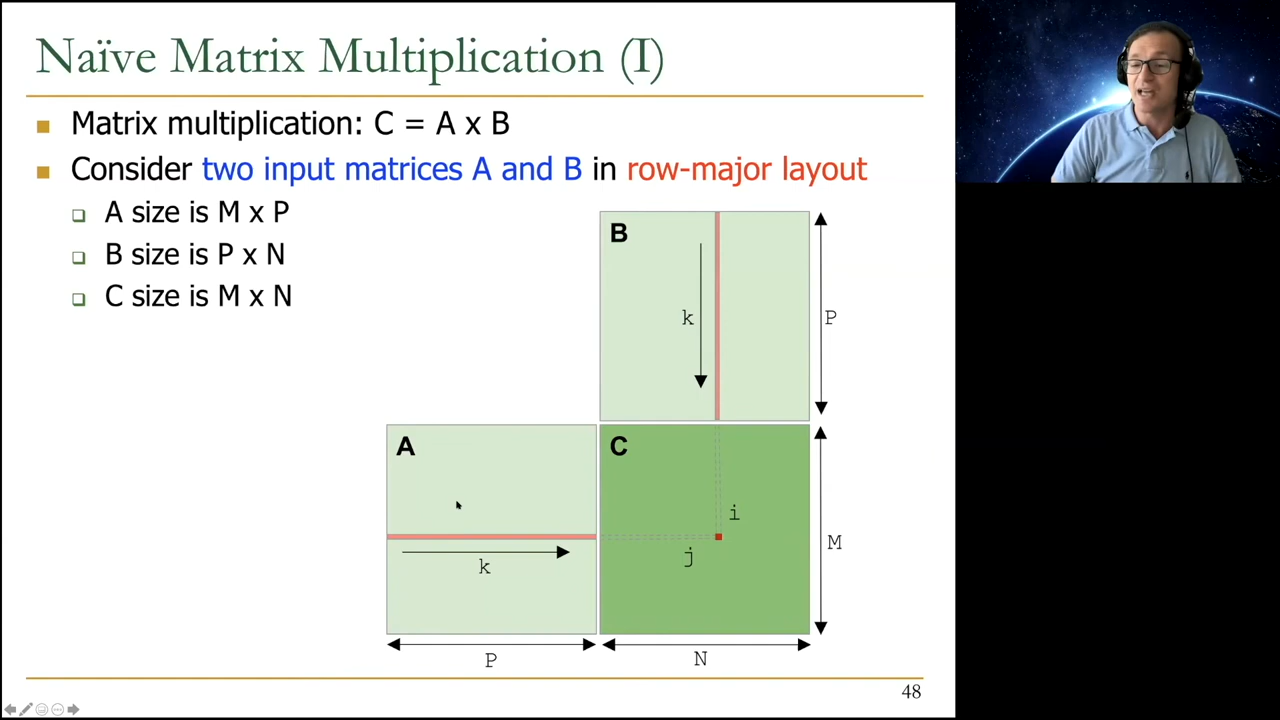 Naïve Matrix Multiplication (I)
Matrix multiplication: C = A x B
Consider two input matrices A and B in row-major layout
A size is M x P
B size is P x N
C size is M x N
B
k
P
A
C
i
j
k
M
P
N
48